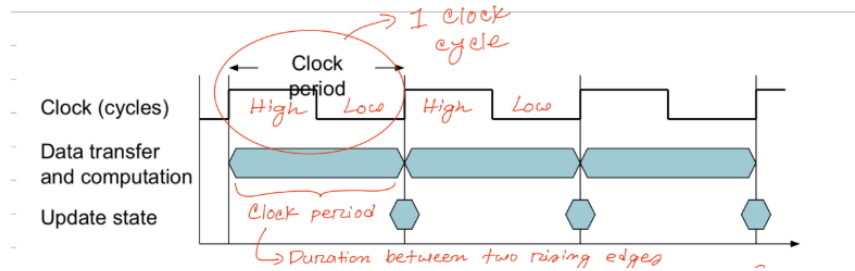 1 Clock
cycle
Clock
period
Clock (cycles)
High Low High Low
Data transfer
and computation
Clock period
Update state
Duration between two rising edges